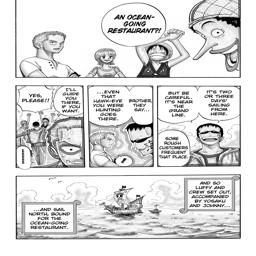 AN OCEAN-
GOING
RESTAURANT?!
IT'S TWO
OR THREE
DAYS'
SAILING
FROM
HERE.
BUT BE
CAREFUL.
IT'S NEAR
THE
GRAND
LINE.
SOME
ROUGH
CUSTOMERS
FREQUENT
THAT PLACE.
BROTHER,
THEY
SAY...
...EVEN
THAT
HAWK-EYE
YOU WERE
HUNTING
GOES
THERE.
I'LL
GUIDE
YOU
THERE, IF
YOU WANT.
YES,
PLEASE!!
AND SO
LUFFY AND
CREW SET OUT,
ACCOMPANIED
BY YOSAKU
AND JOHNNY...
...AND SAIL
NORTH, BOUND
FOR THE
OCEAN-GOING
RESTAURANT.